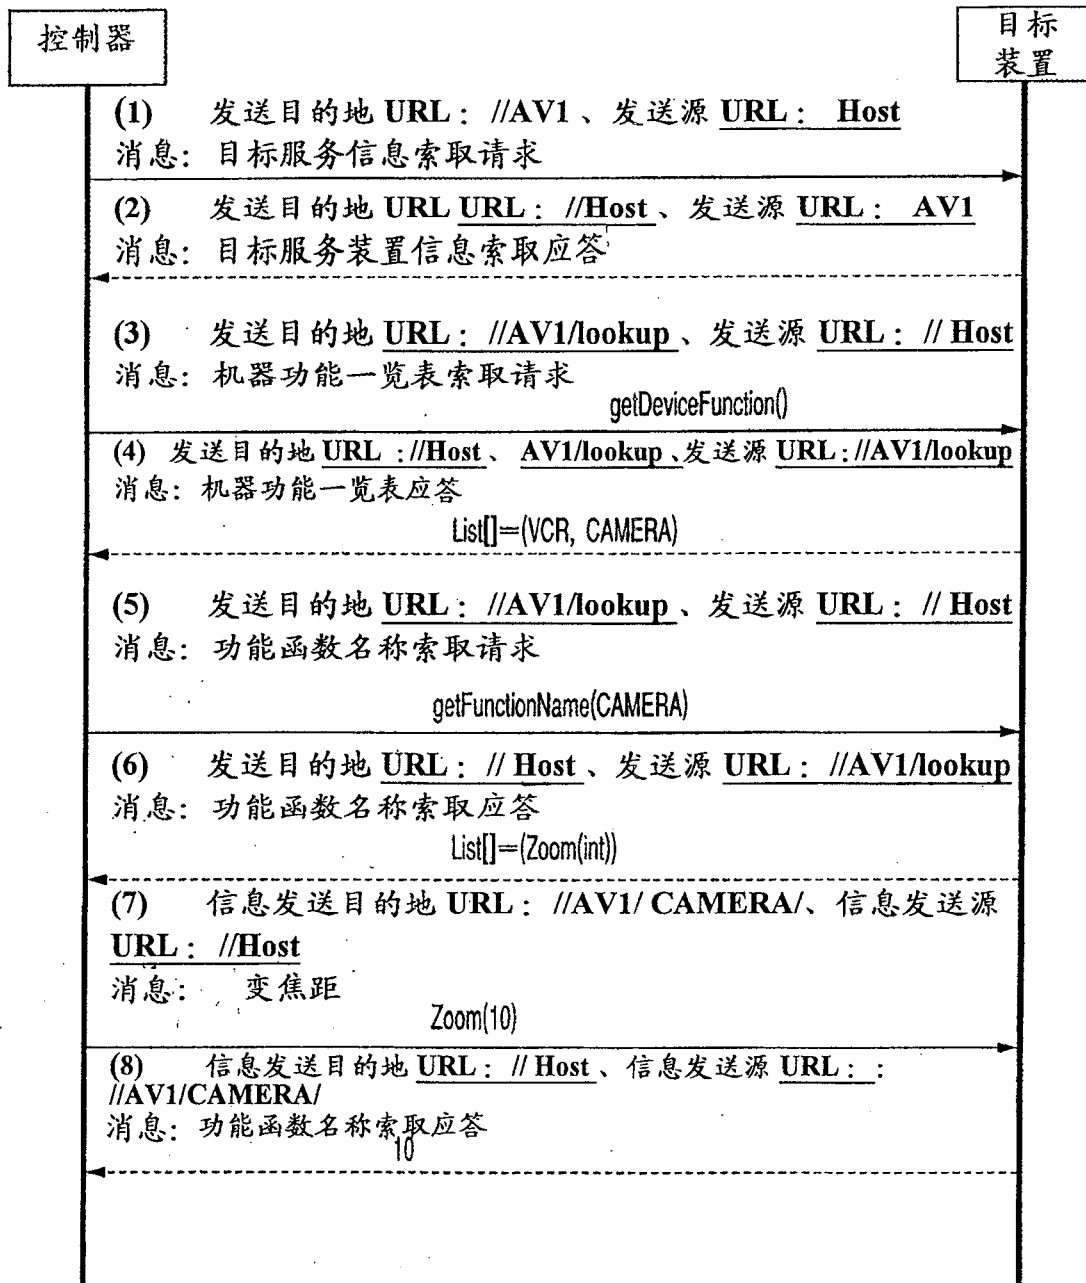 控制器
目标
装置
(1) 发送目的地 URL：//AV1、发送源 URL： Host
消息：目标服务信息索取请求
(2) 发送目的地 URL URL：//Host、发送源 URL： AV1
消息：目标服务装置信息索取应答
(3) 发送目的地 URL：//AV1/lookup、发送源 URL：// Host
消息：机器功能一览表索取请求
getDeviceFunction()
(4) 发送目的地 URL ://Host、 AV1/lookup、发送源 URL://AV1/lookup
消息：机器功能一览表应答
List[]=(VCR, CAMERA)
(5) 发送目的地 URL：//AV1/lookup、发送源 URL：// Host
消息：功能函数名称索取请求
getFunctionName(CAMERA)
(6) 发送目的地 URL：// Host、发送源 URL：//AV1/lookup
消息：功能函数名称索取应答
List[]=(Zoom(int))
(7) 信息发送目的地 URL：//AV1/ CAMERA/、信息发送源
URL：//Host
消息： 变焦距
Zoom(10)
(8) 信息发送目的地 URL：// Host、信息发送源 URL：:
//AV1/CAMERA/
消息：功能函数名称索取应答
10